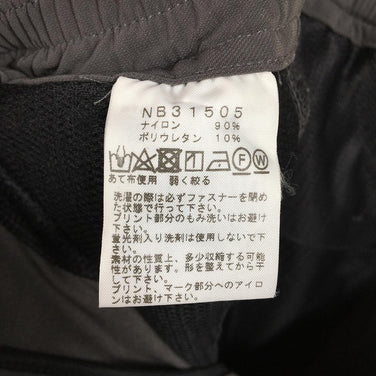 NB31505
ナイロン 90%
ポリウレタン 10%
F W
あて布使用 弱く絞る
洗濯の際は必ずファスナーを閉め
た状態で行って下さい。
プリント部分のもみ洗いはお避け
下さい。
蛍光剤入り洗剤は使用しないで下
さい。
素材の性質上、多少収縮する可能
性があります。形を整えてから干
して下さい。
プリント、マーク部分へのアイロ
ンはお避け下さい。